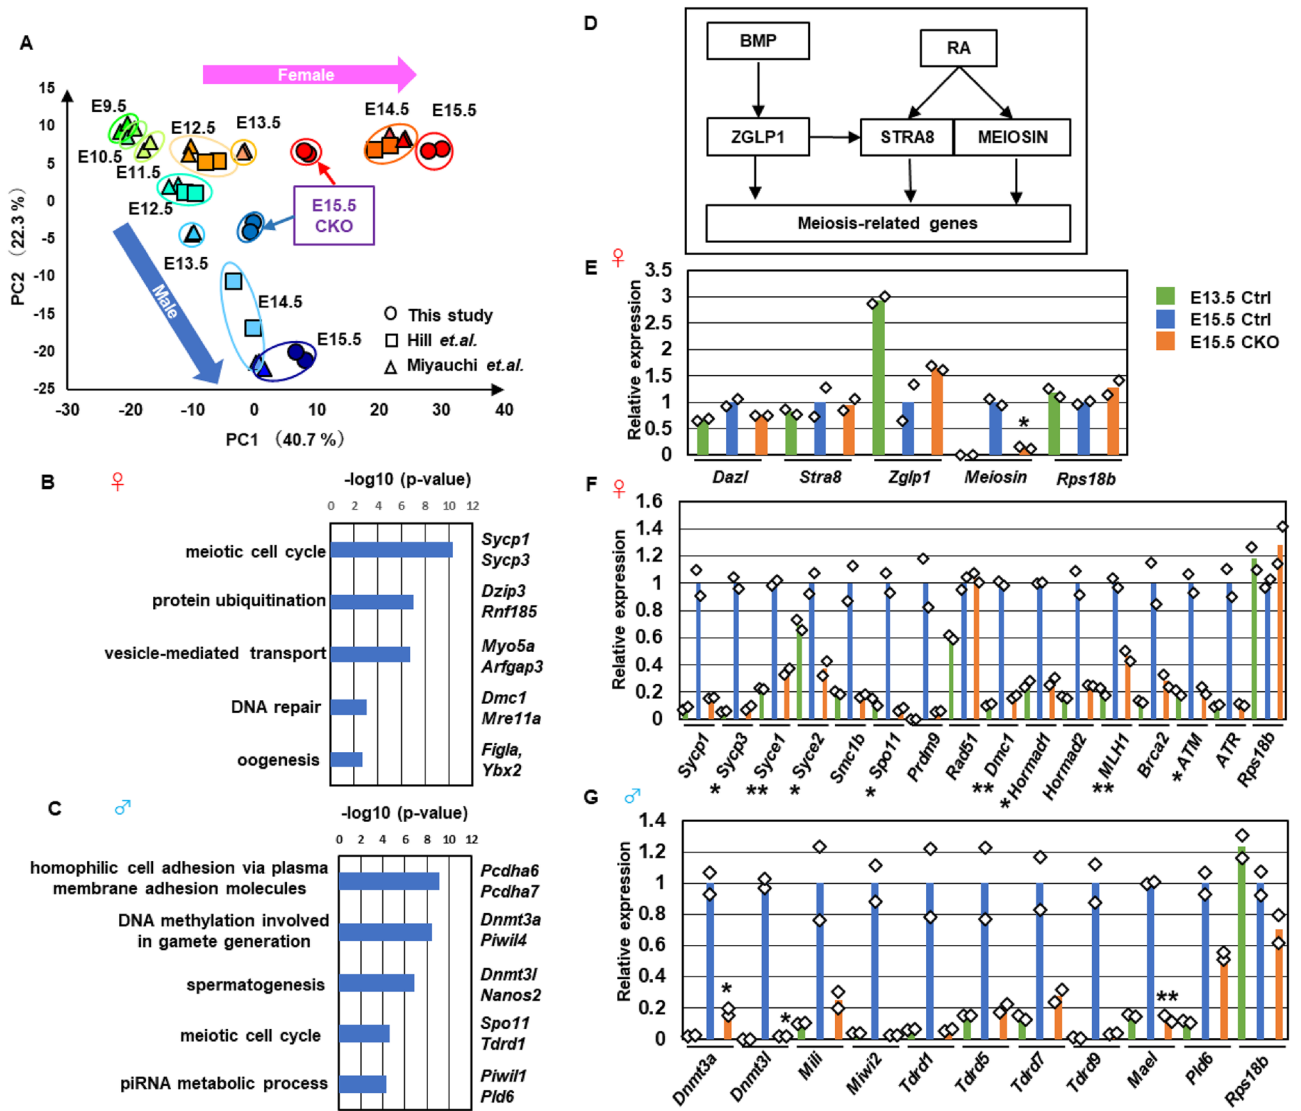 A
Female
15
10
5
0
-5
-10
-15
-20
-25
PC2 (22.3 %)
-30
-20
-10
0
10
20
30
40
PC1 (40.7 %)
E9.5
E10.5
E11.5
E12.5
E13.5
E14.5
E15.5
E12.5
E13.5
E14.5
E15.5
E15.5
CKO
Male
This study
Hill et.al.
Miyauchi et.al.
B
♀
-log10 (p-value)
0 2 4 6 8 10 12
meiotic cell cycle
Sycp1
Sycp3
protein ubiquitination
Dzip3
Rnf185
vesicle-mediated transport
Myo5a
Arfgap3
DNA repair
Dmc1
Mre11a
oogenesis
Figla,
Ybx2
C
♂
-log10 (p-value)
0 2 4 6 8 10 12
homophilic cell adhesion via plasma
membrane adhesion molecules
Pcdha6
Pcdha7
DNA methylation involved
in gamete generation
Dnmt3a
Piwil4
spermatogenesis
Dnmt3l
Nanos2
meiotic cell cycle
Spo11
Tdrd1
piRNA metabolic process
Piwil1
Pld6
D
BMP
RA
ZGLP1
STRA8
MEIOSIN
Meiosis-related genes
E
♀
Relative expression
3.5
3
2.5
2
1.5
1
0.5
0
*
Dazl
Stra8
Zglp1
Meiosin
Rps18b
E13.5 Ctrl
E15.5 Ctrl
E15.5 CKO
F
♀
Relative expression
1.6
1.4
1.2
1
0.8
0.6
0.4
0.2
0
Sycp1
* Sycp3
** Syce1
* Syce2
Smc1b
* Spo11
Prdm9
Rad51
** Dmc1
* Hormad1
Hormad2
** MLH1
Brca2
* ATM
ATR
Rps18b
G
♂
Relative expression
1.4
1.2
1
0.8
0.6
0.4
0.2
0
*
*
**
Dnmt3a
Dnmt3l
Mili
Miwi2
Tdrd1
Tdrd5
Tdrd7
Tdrd9
Mael
Pld6
Rps18b